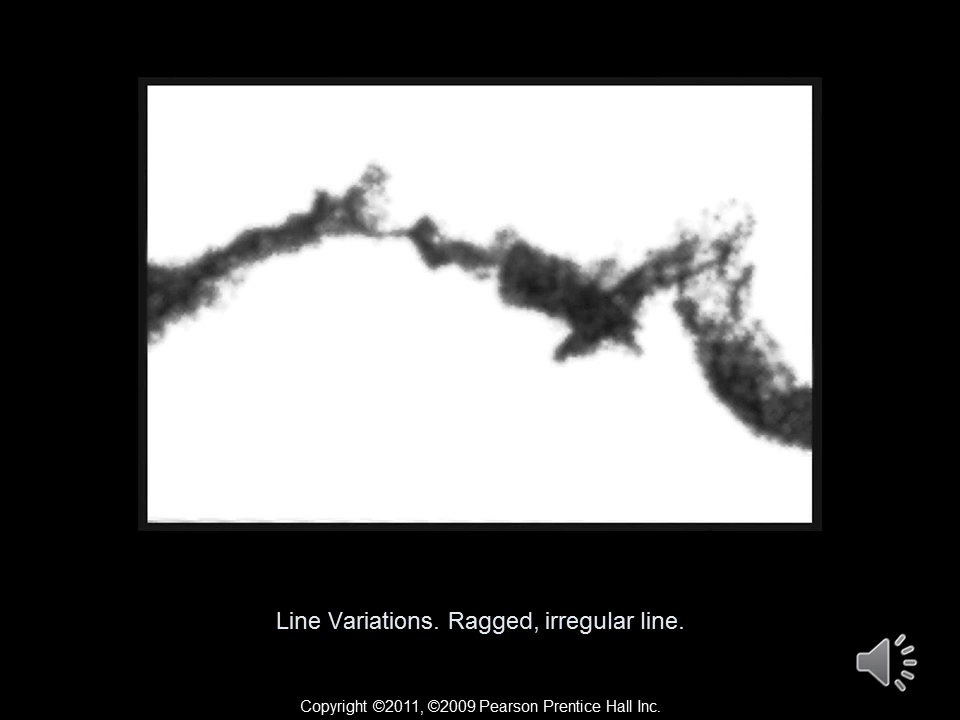 Line Variations. Ragged, irregular line.
Copyright ©2011, ©2009 Pearson Prentice Hall Inc.